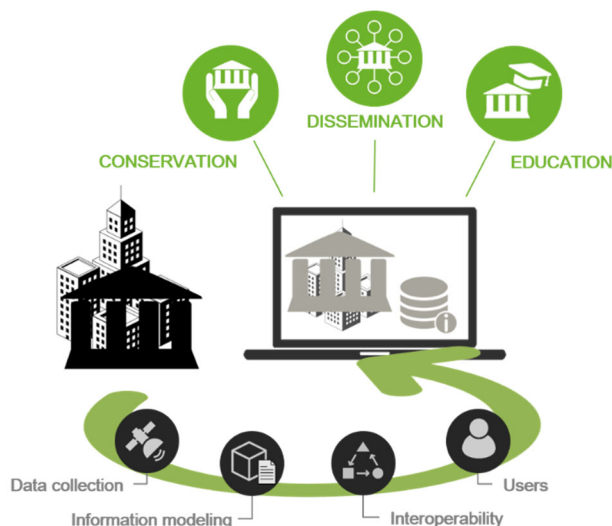 DISSEMINATION
CONSERVATION
EDUCATION
Data collection
Users
Information modeling
Interoperability